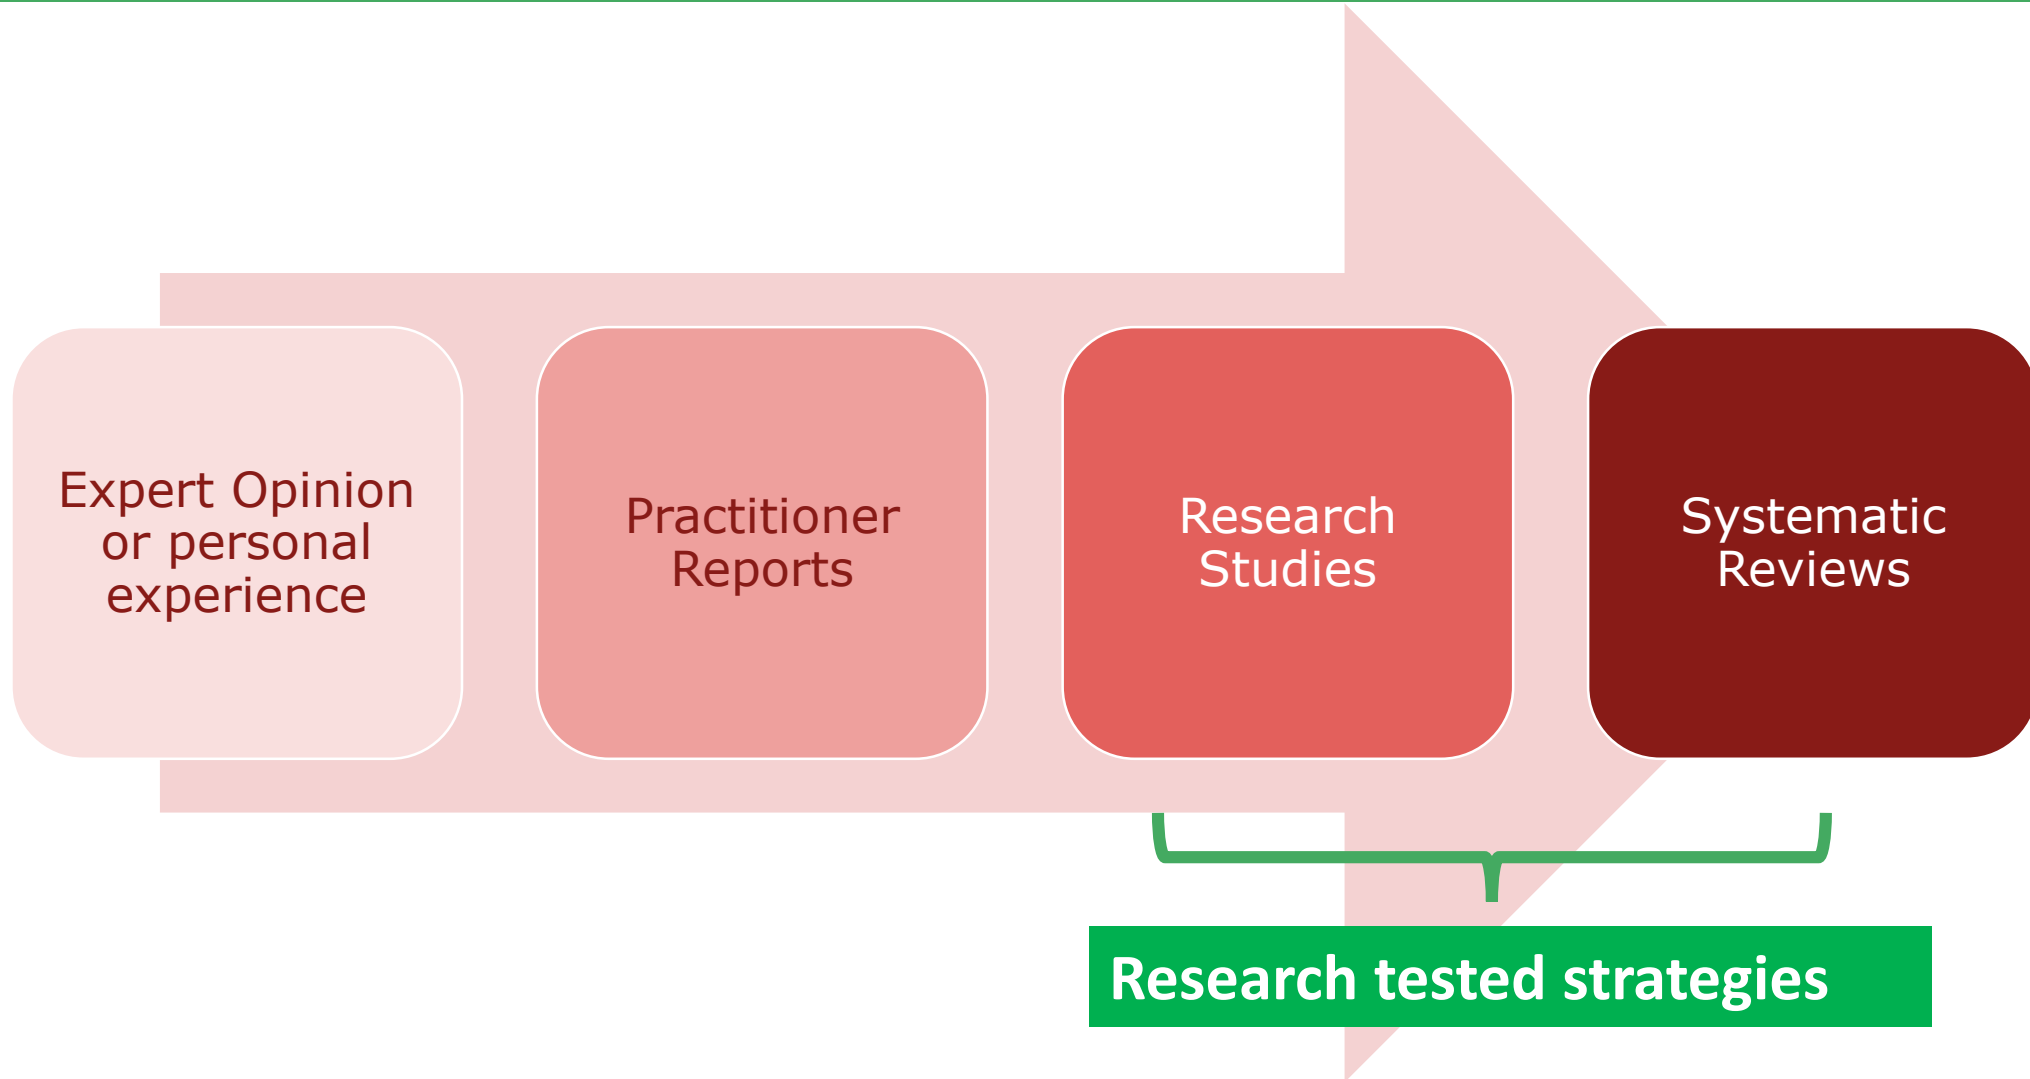 Expert Opinion
or personal
experience
Practitioner
Reports
Research
Studies
Systematic
Reviews
Research tested strategies